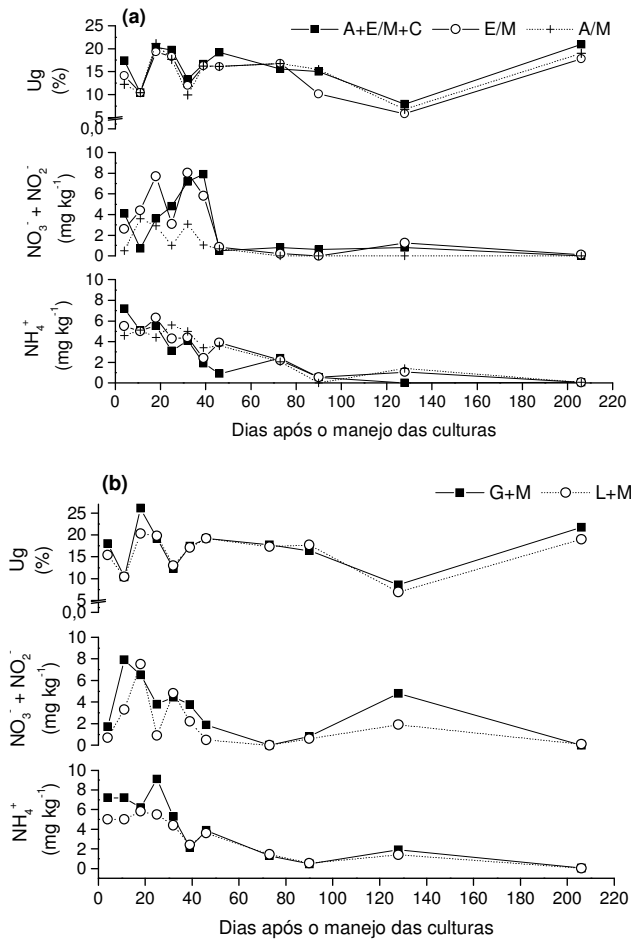 (a)
A+E/M+C E/M A/M
25
20
15
10
5
0,0
Ug
(%)
10
8
6
4
2
0
NO3- + NO2-
(mg kg-1)
10
8
6
4
2
0
NH4+
(mg kg-1)
0 20 40 60 80 100 120 140 160 180 200 220
Dias após o manejo das culturas
(b)
G+M L+M
25
20
15
10
5
0,0
Ug
(%)
10
8
6
4
2
0
NO3- + NO2-
(mg kg-1)
10
8
6
4
2
0
NH4+
(mg kg-1)
0 20 40 60 80 100 120 140 160 180 200 220
Dias após o manejo das culturas